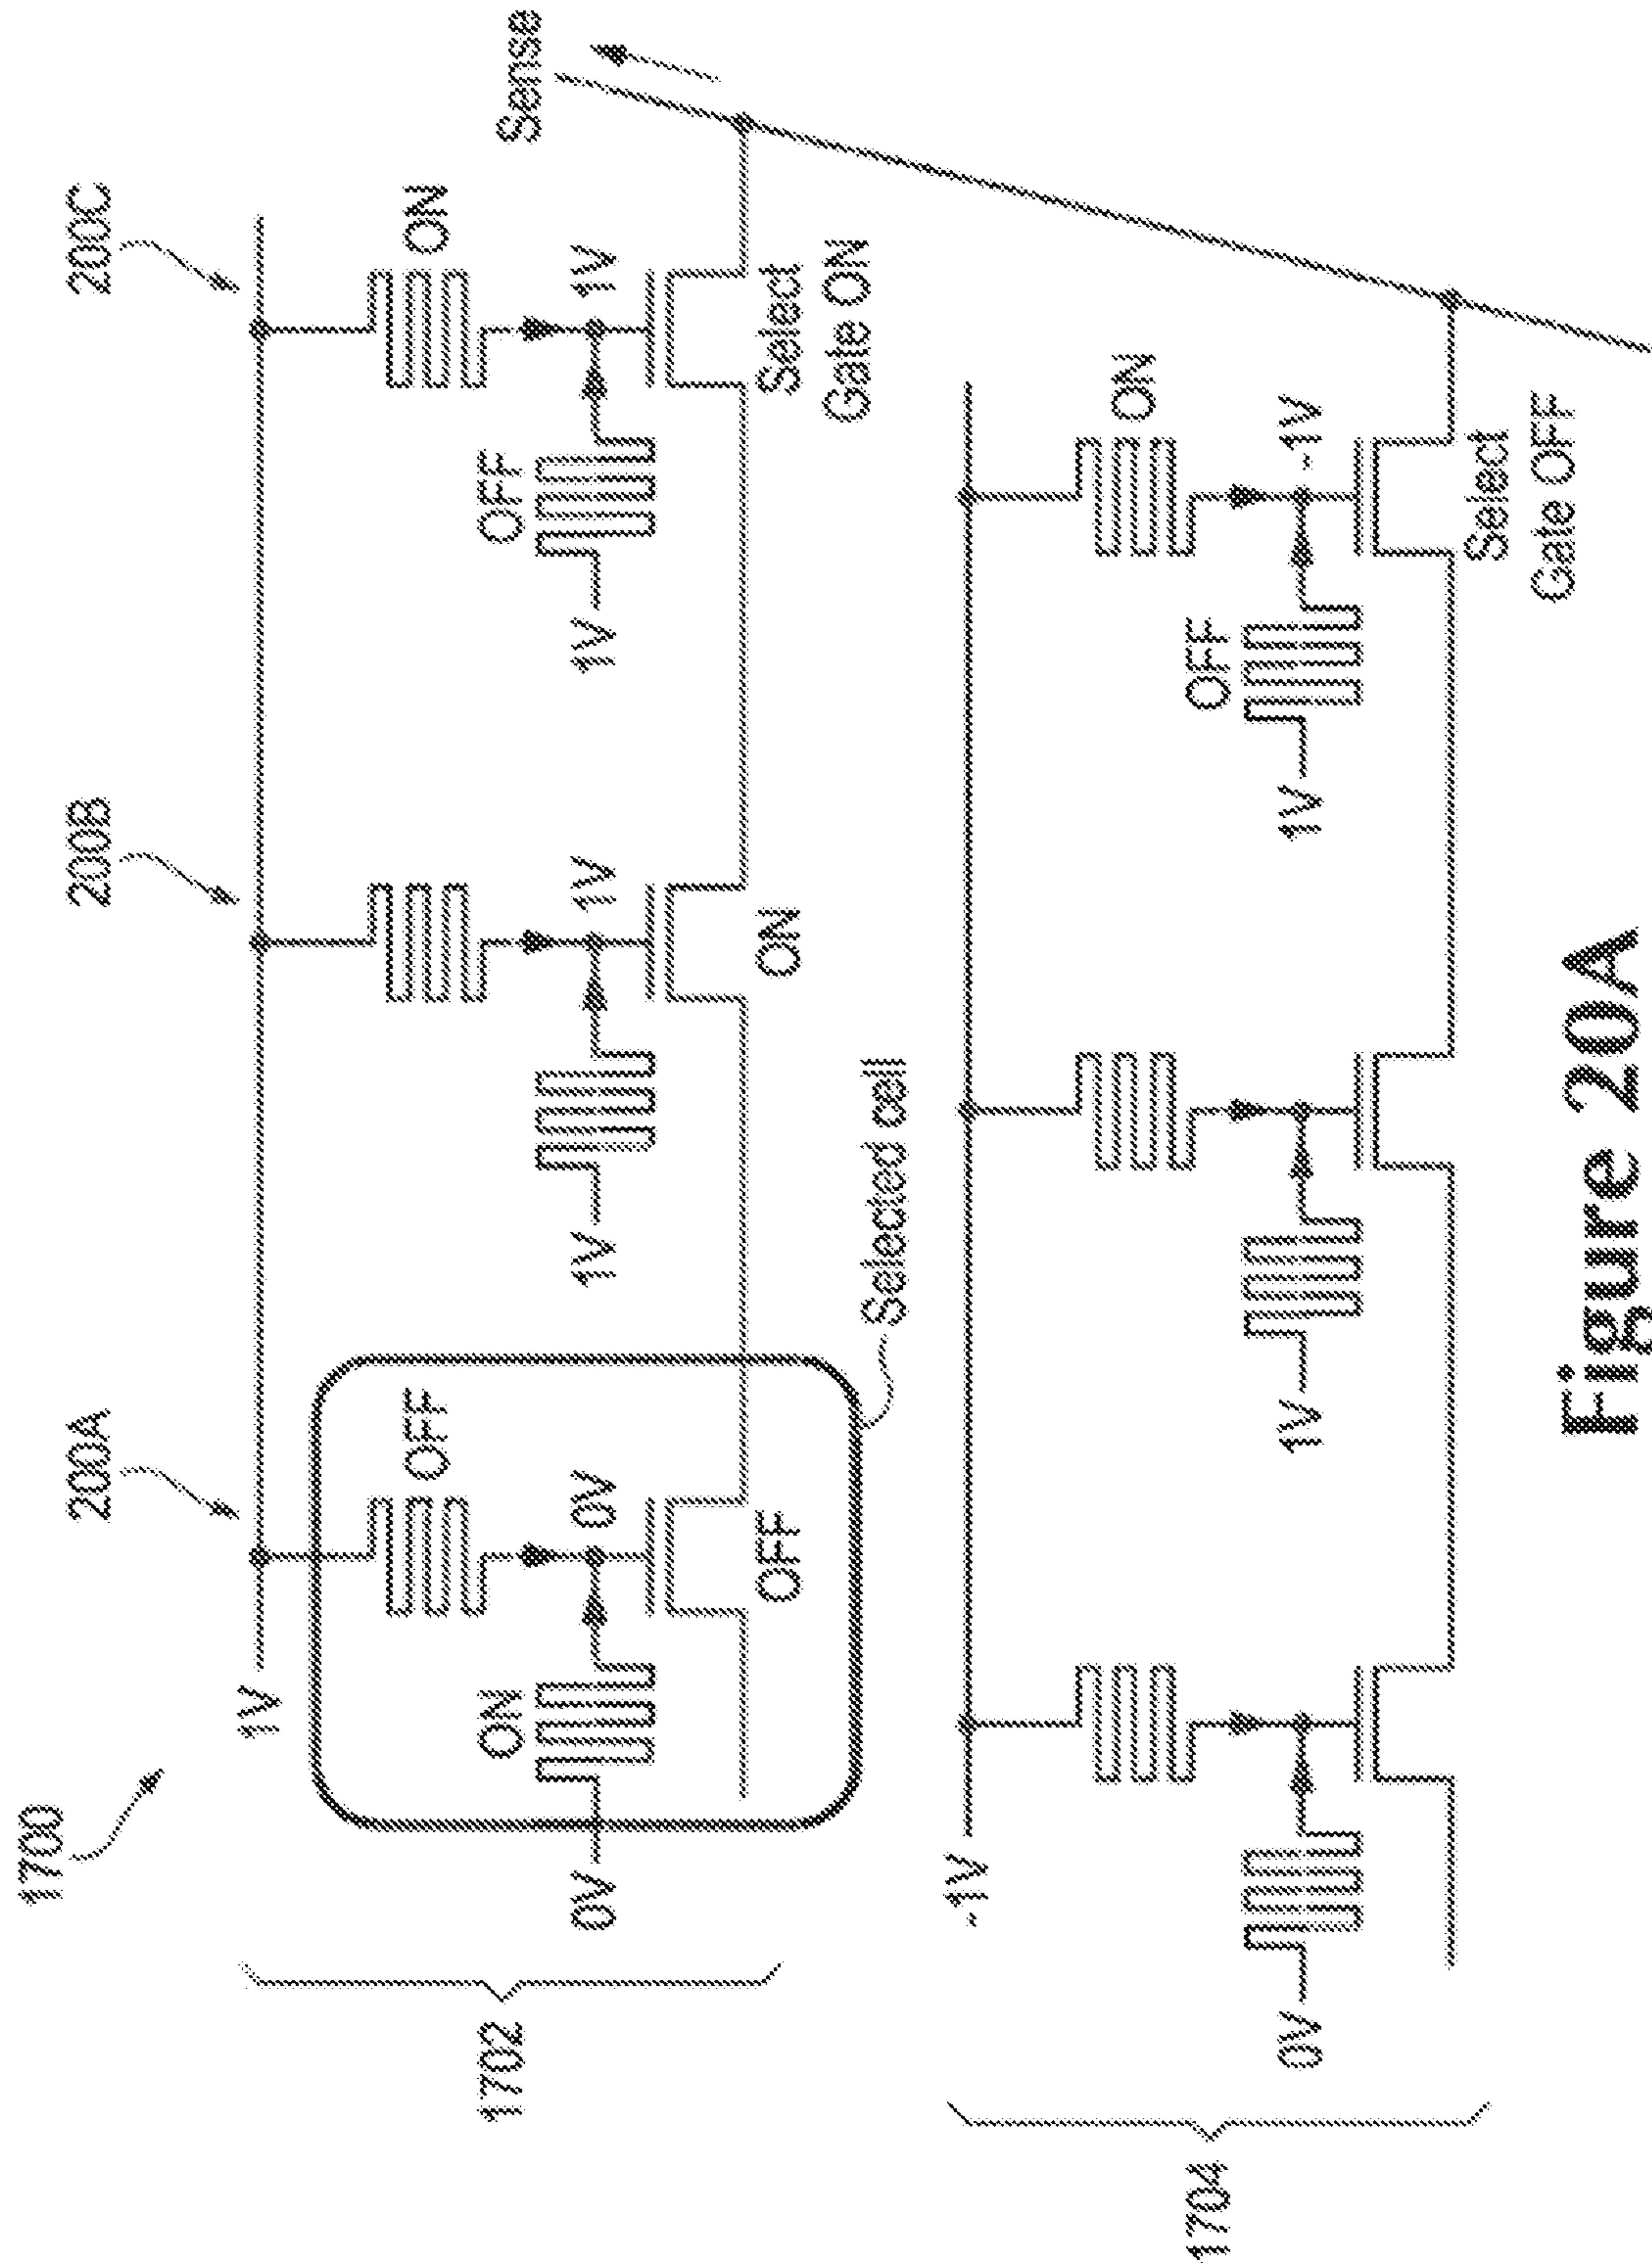 1700
200A
200B
200C
1V
Sense
OFF
ON
ON
OFF
0V
0V
1V
1V
1V
1V
OFF
ON
Select
Gate ON
1702
Selected cell
-1V
ON
OFF
0V
1V
1V
-1V
Select
Gate OFF
1704
Figure 20A